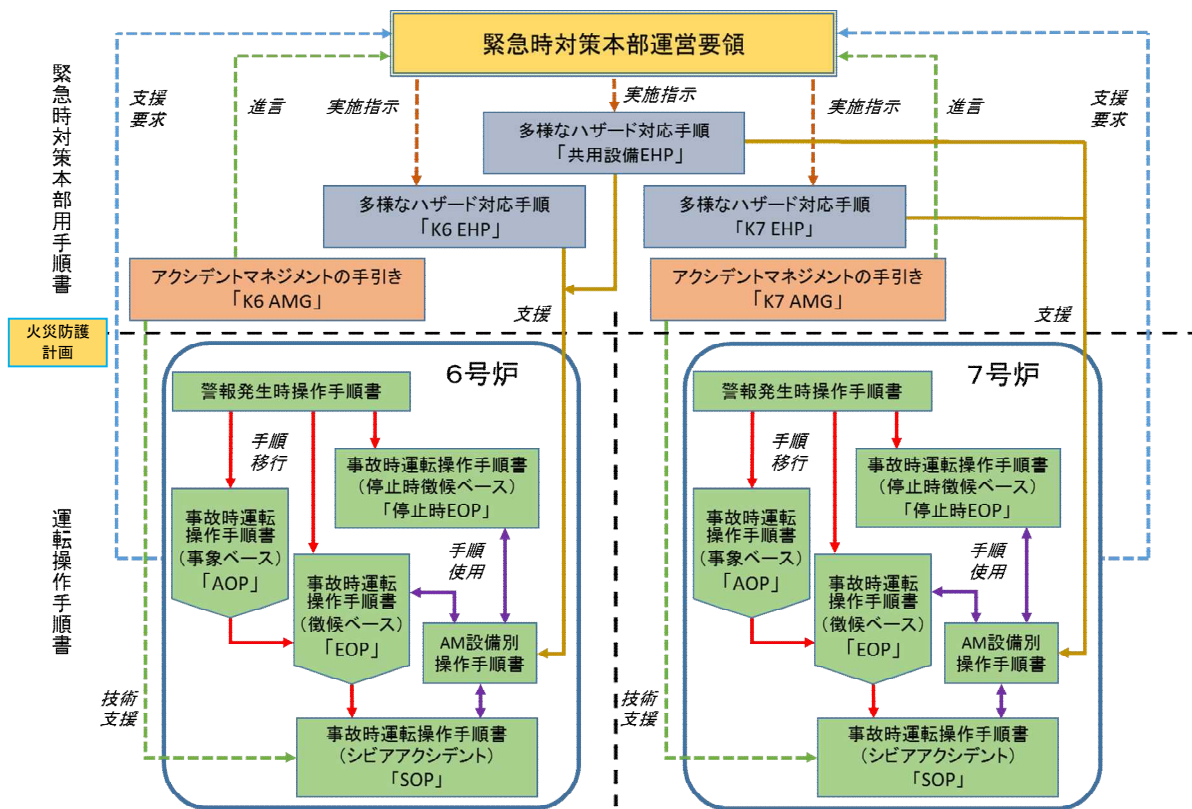 緊急時対策本部運営要領
緊急時対策本部用手順書
支援
要求
進言
実施指示
実施指示
実施指示
進言
支援
要求
多様なハザード対応手順
「共用設備EHP」
多様なハザード対応手順
「K6 EHP」
多様なハザード対応手順
「K7 EHP」
アクシデントマネジメントの手引き
「K6 AMG」
アクシデントマネジメントの手引き
「K7 AMG」
支援
支援
火災防護
計画
運転操作手順書
6号炉
警報発生時操作手順書
手順
移行
事故時運転操作手順書
(停止時徴候ベース)
「停止時EOP」
事故時運転
操作手順書
(事象ベース)
「AOP」
手順
使用
事故時運転
操作手順書
(徴候ベース)
「EOP」
AM設備別
操作手順書
技術
支援
事故時運転操作手順書
(シビアアクシデント)
「SOP」
7号炉
警報発生時操作手順書
手順
移行
事故時運転操作手順書
(停止時徴候ベース)
「停止時EOP」
事故時運転
操作手順書
(事象ベース)
「AOP」
手順
使用
事故時運転
操作手順書
(徴候ベース)
「EOP」
AM設備別
操作手順書
技術
支援
事故時運転操作手順書
(シビアアクシデント)
「SOP」